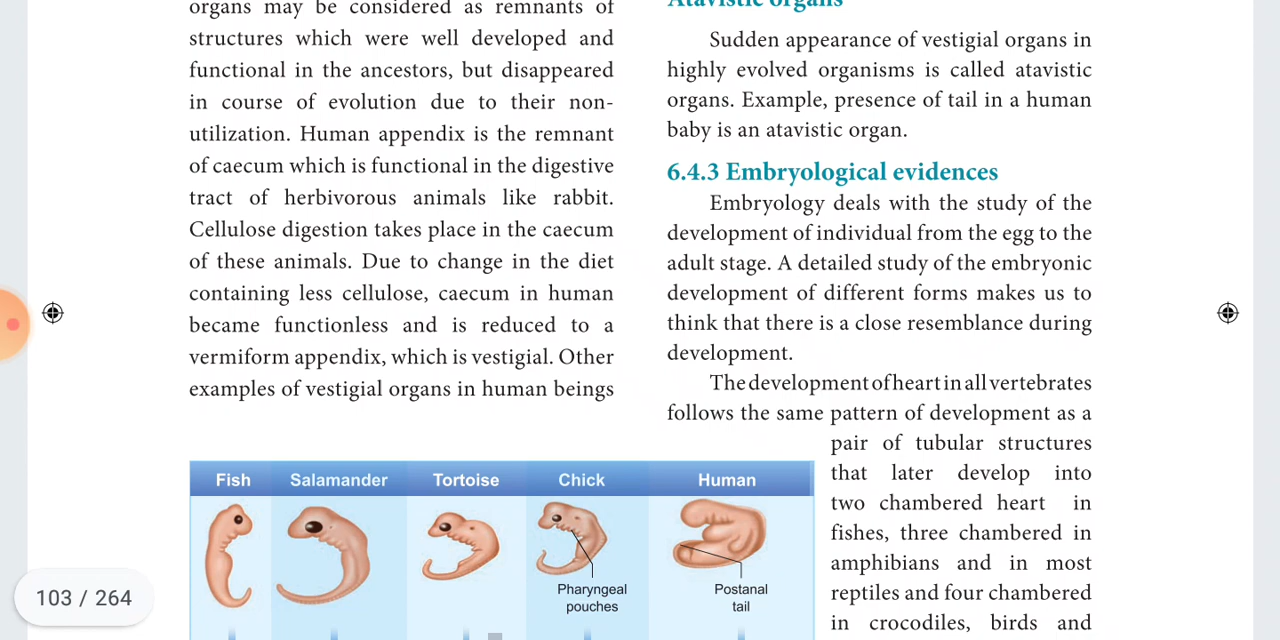 organs may be considered as remnants of
structures which were well developed and
functional in the ancestors, but disappeared
in course of evolution due to their non-
utilization. Human appendix is the remnant
of caecum which is functional in the digestive
tract of herbivorous animals like rabbit.
Cellulose digestion takes place in the caecum
of these animals. Due to change in the diet
containing less cellulose, caecum in human
became functionless and is reduced to a
vermiform appendix, which is vestigial. Other
examples of vestigial organs in human beings
Atavistic organs
Sudden appearance of vestigial organs in
highly evolved organisms is called atavistic
organs. Example, presence of tail in a human
baby is an atavistic organ.
6.4.3 Embryological evidences
Embryology deals with the study of the
development of individual from the egg to the
adult stage. A detailed study of the embryonic
development of different forms makes us to
think that there is a close resemblance during
development.
The development of heart in all vertebrates
follows the same pattern of development as a
pair of tubular structures
that later develop into
two chambered heart in
fishes, three chambered in
amphibians and in most
reptiles and four chambered
in crocodiles, birds and
Fish Salamander Tortoise Chick Human
Pharyngeal
pouches
Postanal
tail
103 / 264